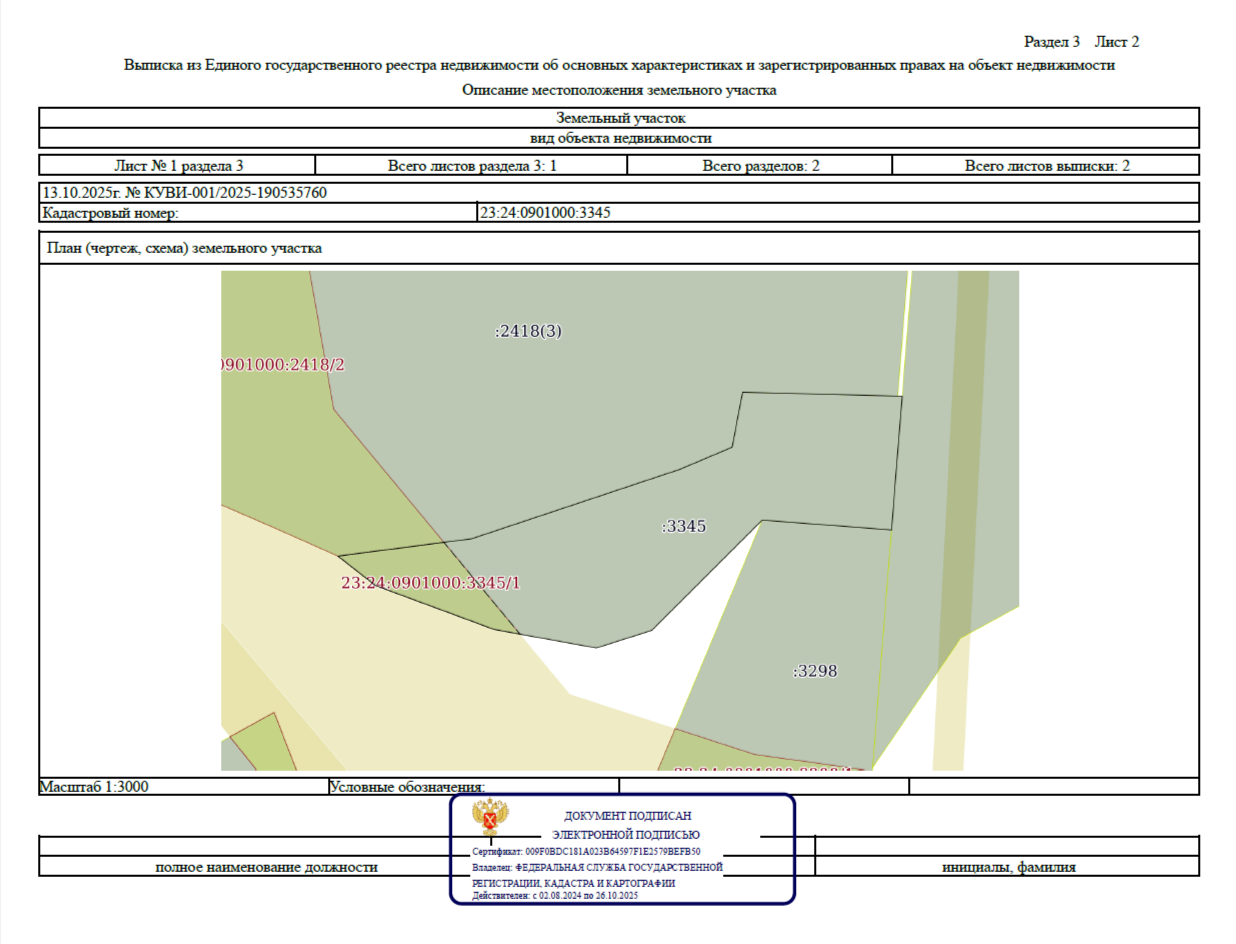 Раздел 3 Лист 2
Выписка из Единого государственного реестра недвижимости об основных характеристиках и зарегистрированных правах на объект недвижимости
Описание местоположения земельного участка
Земельный участок
вид объекта недвижимости
Лист № 1 раздела 3 Всего листов раздела 3: 1 Всего разделов: 2 Всего листов выписки: 2
13.10.2025г. № КУВИ-001/2025-190535760
Кадастровый номер: 23:24:0901000:3345
План (чертеж, схема) земельного участка
:2418(3)
0901000:2418/2
:3345
23:24:0901000:3345/1
:3298
Масштаб 1:3000 Условные обозначения:
ДОКУМЕНТ ПОДПИСАН
ЭЛЕКТРОННОЙ ПОДПИСЬЮ
Сертификат: 009F0BDC181A023B64597F1E2579BEFB50
Владелец: ФЕДЕРАЛЬНАЯ СЛУЖБА ГОСУДАРСТВЕННОЙ
РЕГИСТРАЦИИ, КАДАСТРА И КАРТОГРАФИИ
Действителен: с 02.08.2024 по 26.10.2025
полное наименование должности инициалы, фамилия